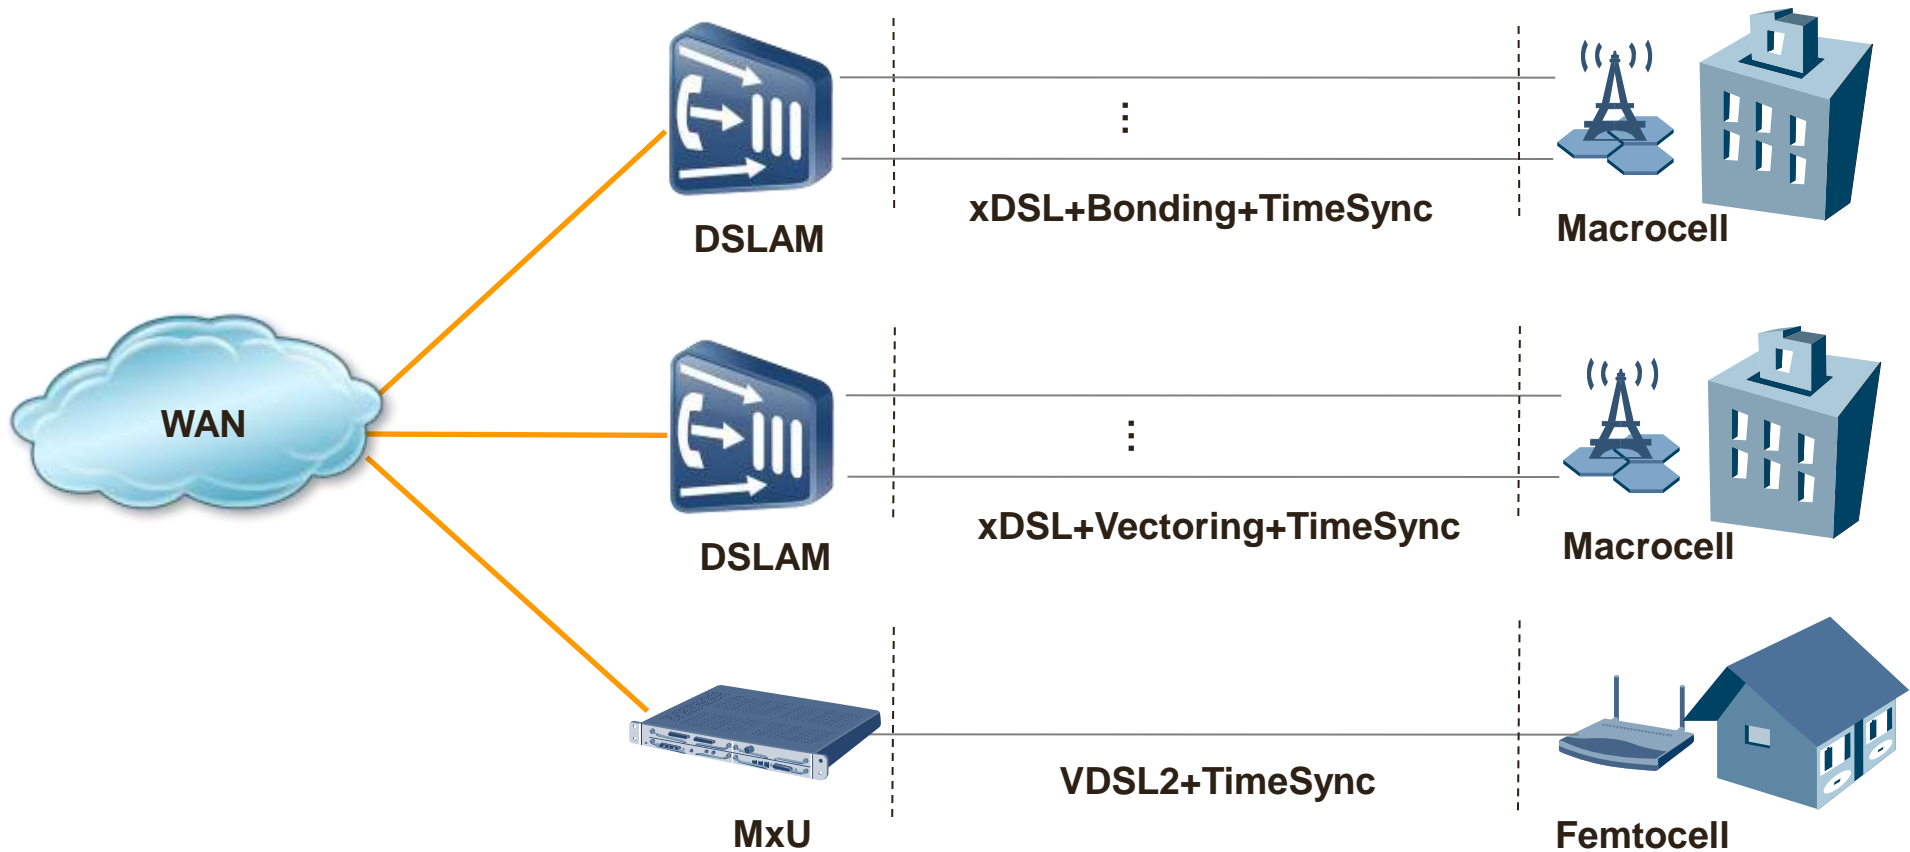 xDSL+Bonding+TimeSync
DSLAM
Macrocell
WAN
xDSL+Vectoring+TimeSync
DSLAM
Macrocell
VDSL2+TimeSync
MxU
Femtocell